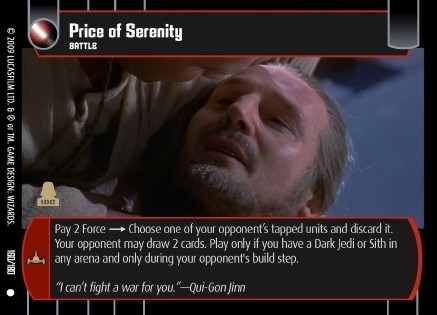 Price of Serenity
BATTLE
© 2009 LUCASFILM LTD. & ® or TM. GAME DESIGN: WIZARDS.
IDC
Pay 2 Force → Choose one of your opponent's tapped units and discard it.
Your opponent may draw 2 cards. Play only if you have a Dark Jedi or Sith in
any arena and only during your opponent's build step.
"I can't fight a war for you."—Qui-Gon Jinn